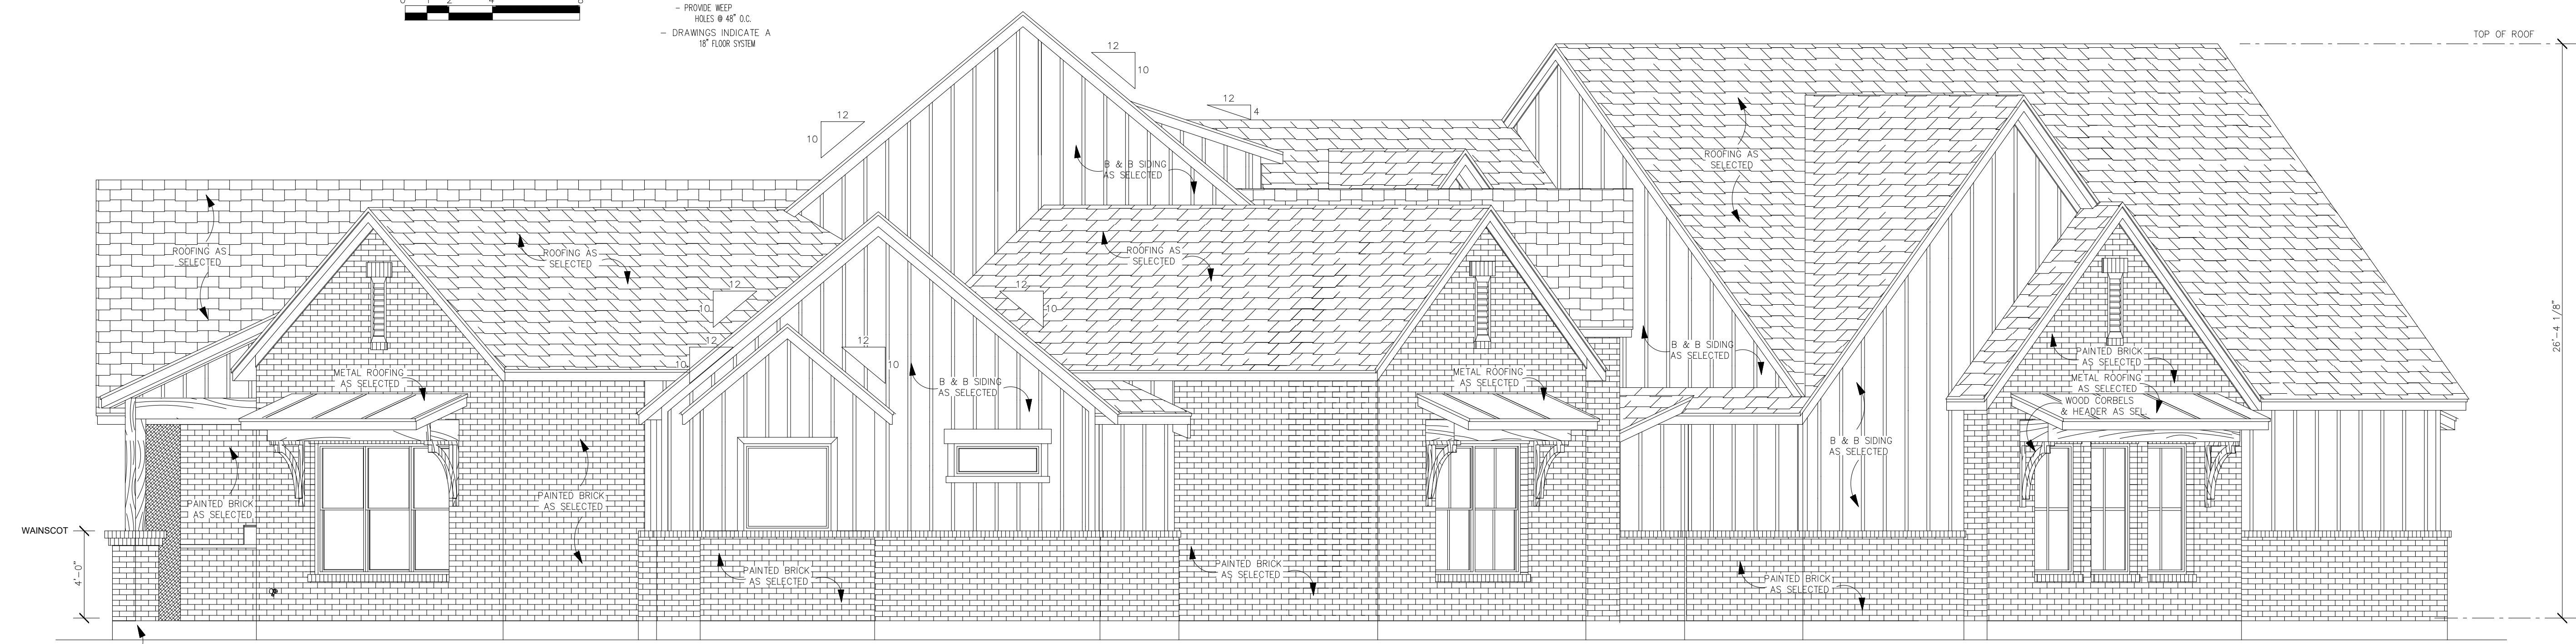 0 1 2 4 8
- PROVIDE WEEP
HOLES @ 48" O.C.
- DRAWINGS INDICATE A
18" FLOOR SYSTEM
TOP OF ROOF
12
10
12
10
12
4
B & B SIDING
AS SELECTED
ROOFING AS
SELECTED
ROOFING AS
SELECTED
ROOFING AS
SELECTED
ROOFING AS
SELECTED
12
10
12
10
12
10
12
10
26'-4 1/8"
METAL ROOFING
AS SELECTED
B & B SIDING
AS SELECTED
METAL ROOFING
AS SELECTED
B & B SIDING
AS SELECTED
PAINTED BRICK
AS SELECTED
METAL ROOFING
AS SELECTED
WOOD CORBELS
& HEADER AS SEL.
B & B SIDING
AS SELECTED
PAINTED BRICK
AS SELECTED
PAINTED BRICK
AS SELECTED
WAINSCOT
4'-0"
PAINTED BRICK
AS SELECTED
PAINTED BRICK
AS SELECTED
PAINTED BRICK
AS SELECTED